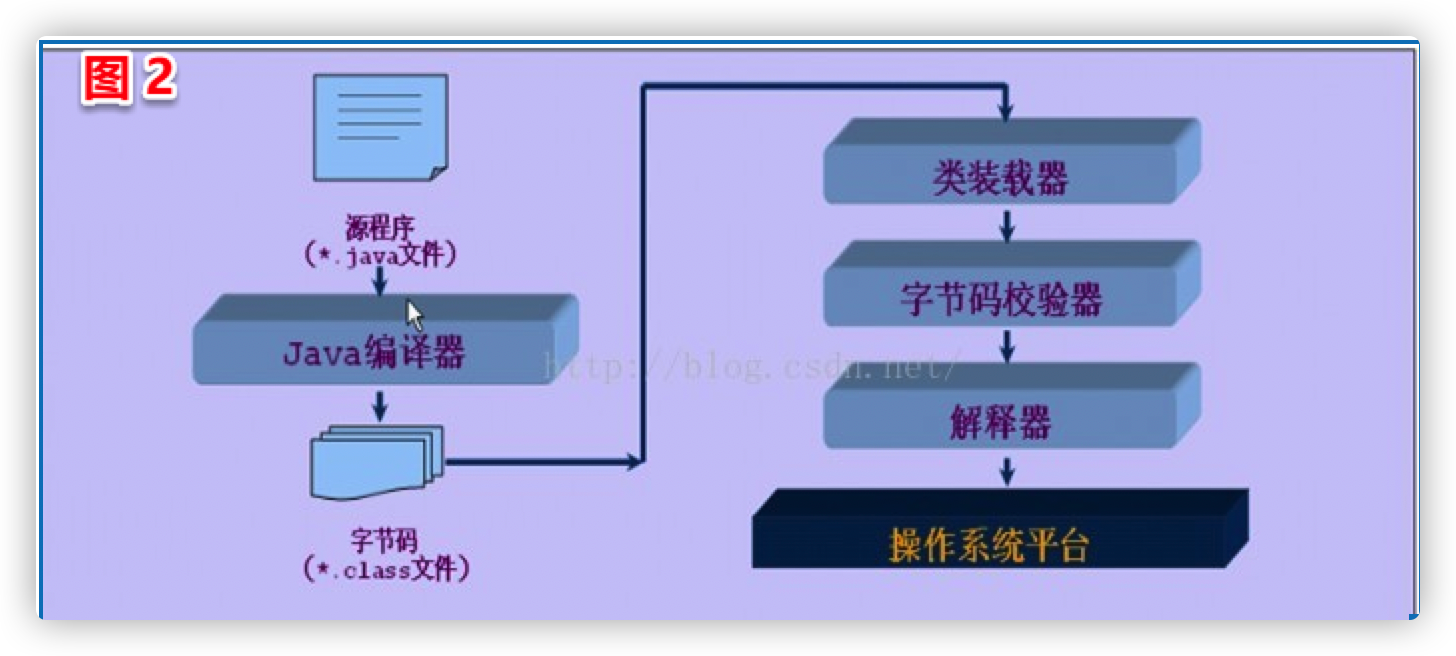 图 2
源程序
(*.java文件)
Java编译器
字节码
(*.class文件)
类装载器
字节码校验器
解释器
操作系统平台
http://blog.csdn.net/